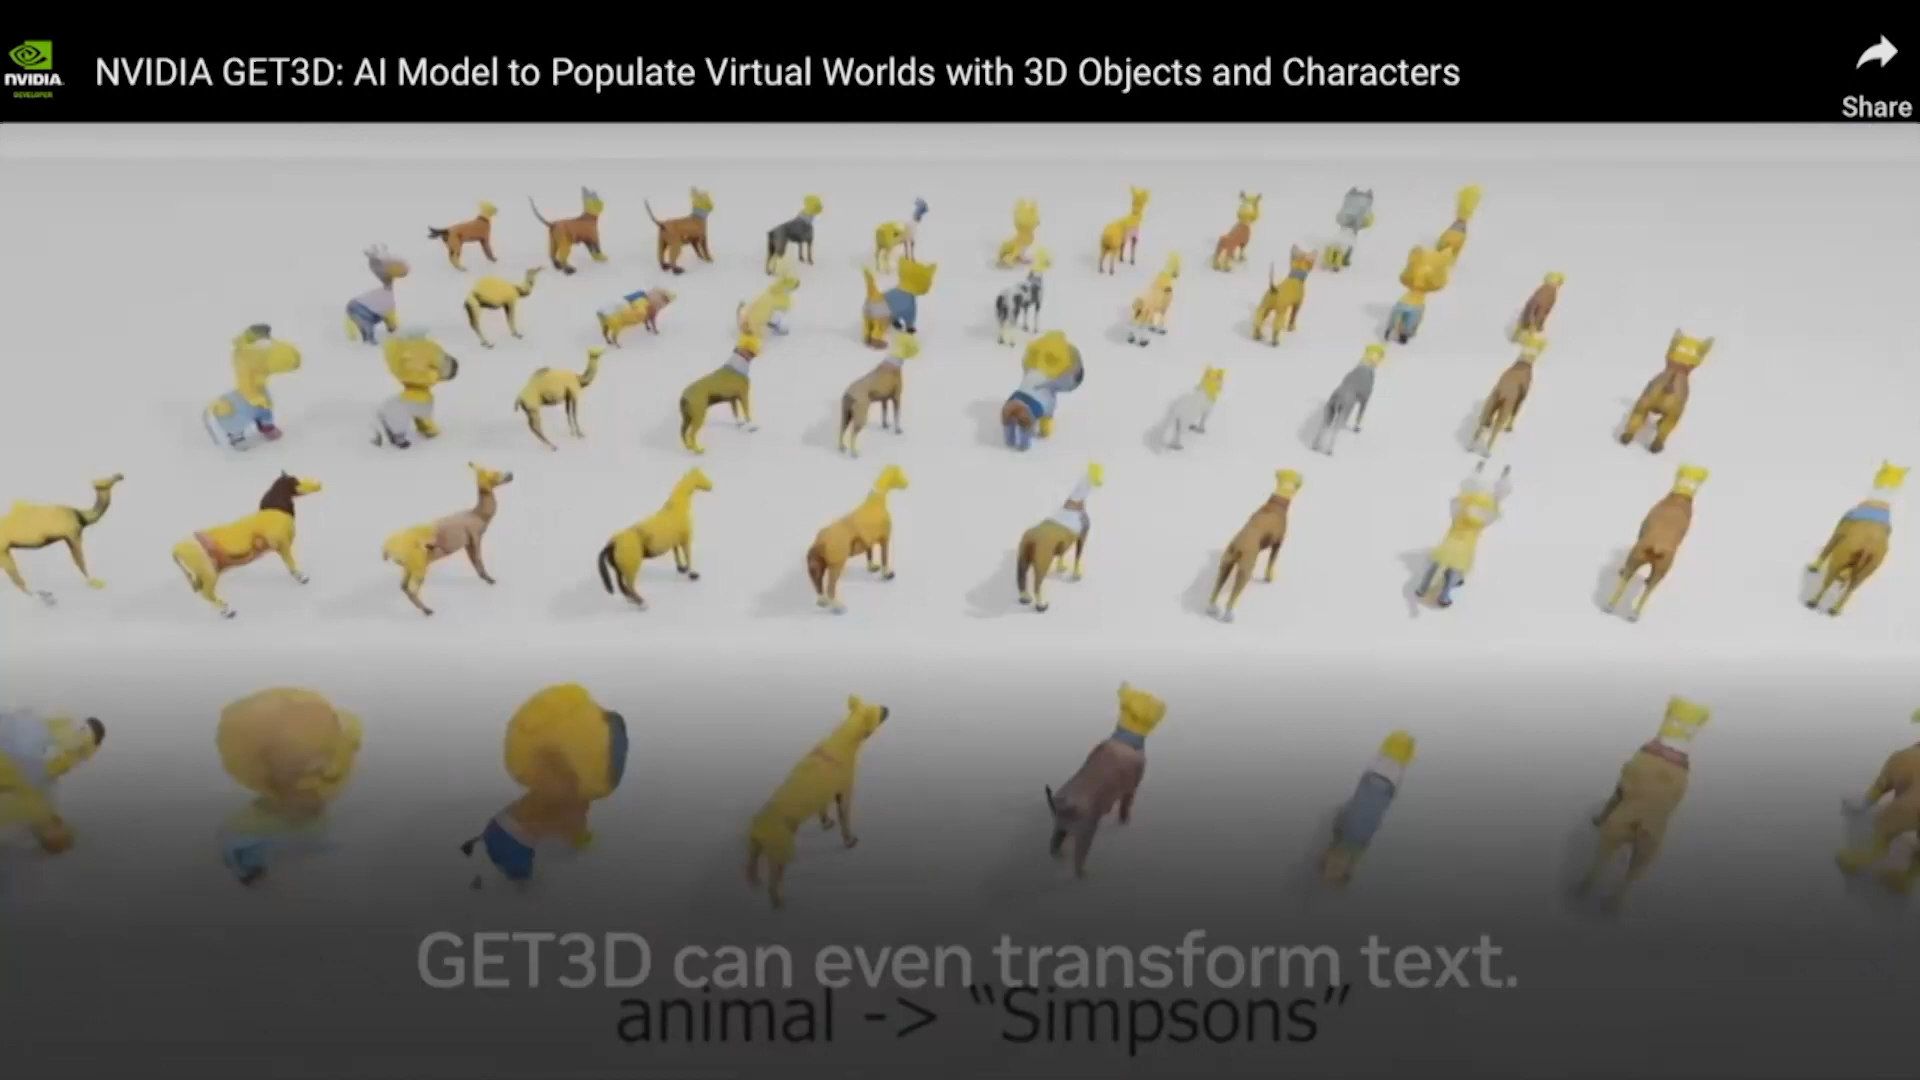 NVIDIA
DEVELOPER
NVIDIA GET3D: AI Model to Populate Virtual Worlds with 3D Objects and Characters
Share
GET3D can even transform text.
animal -> “Simpsons”